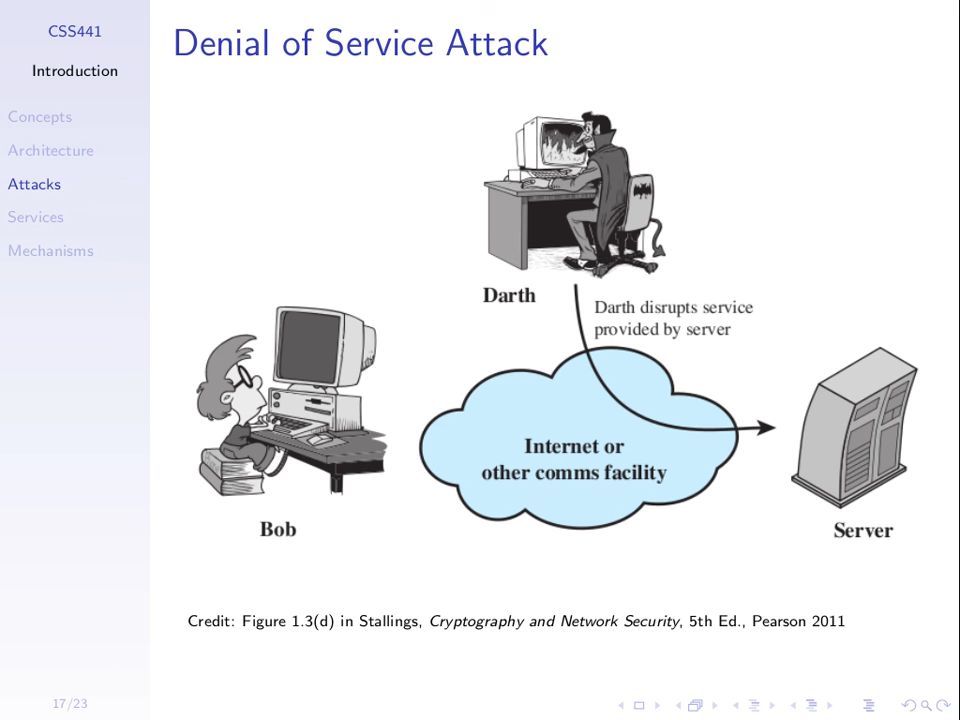 CSS441
Introduction
Concepts
Architecture
Attacks
Services
Mechanisms
Denial of Service Attack
Darth
Darth disrupts service
provided by server
Internet or
other comms facility
Bob
Server
Credit: Figure 1.3(d) in Stallings, Cryptography and Network Security, 5th Ed., Pearson 2011
17/23